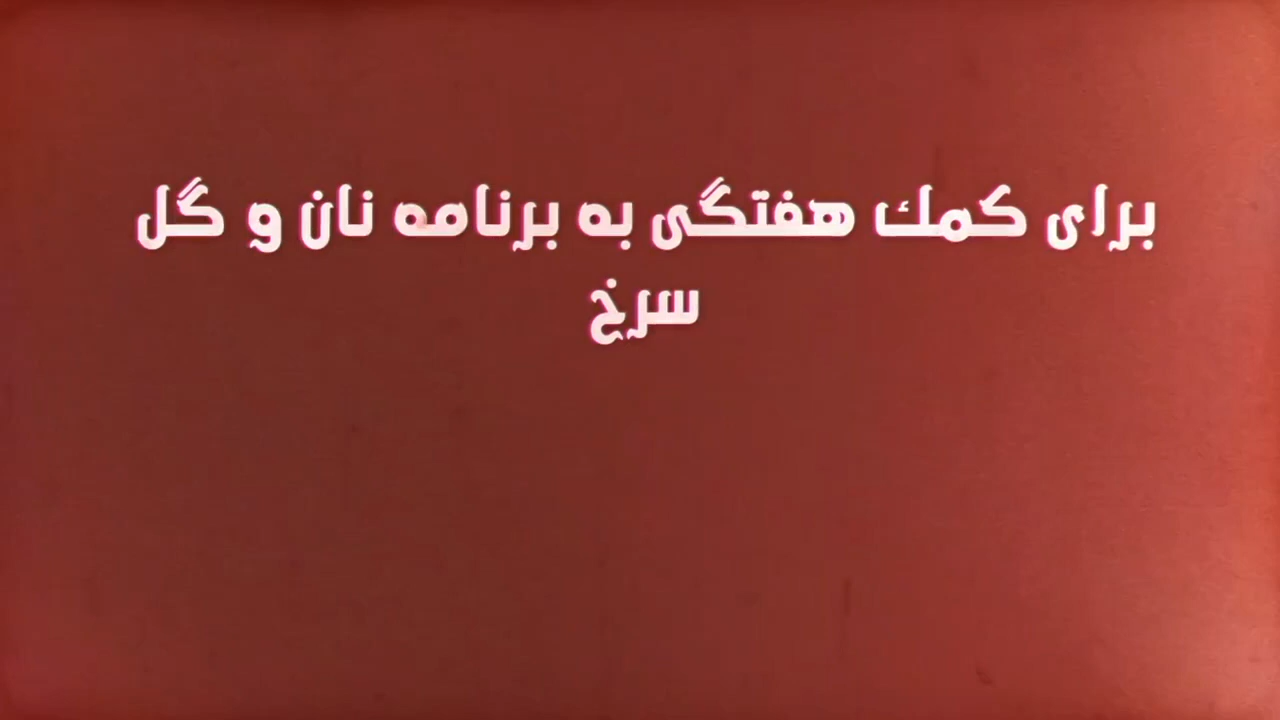 برای کمک هفتگی به برنامه نان و گل
سرخ